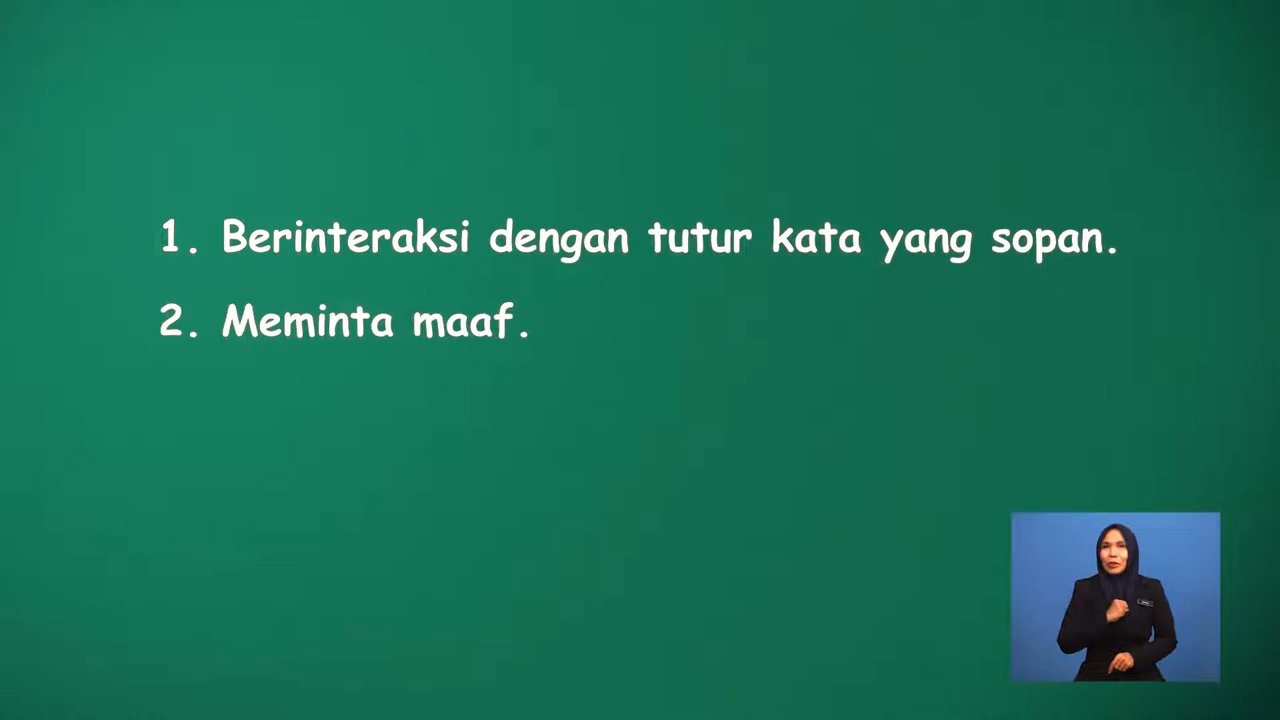 1. Berinteraksi dengan tutur kata yang sopan.
2. Meminta maaf.